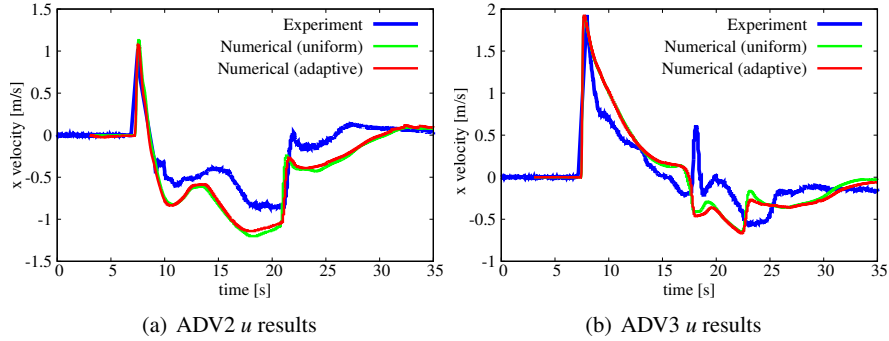 1.5
1
0.5
0
-0.5
-1
-1.5
x velocity [m/s]
Experiment
Numerical (uniform)
Numerical (adaptive)
0 5 10 15 20 25 30 35
time [s]
(a) ADV2 u results
2
1.5
1
0.5
0
-0.5
-1
x velocity [m/s]
Experiment
Numerical (uniform)
Numerical (adaptive)
0 5 10 15 20 25 30 35
time [s]
(b) ADV3 u results